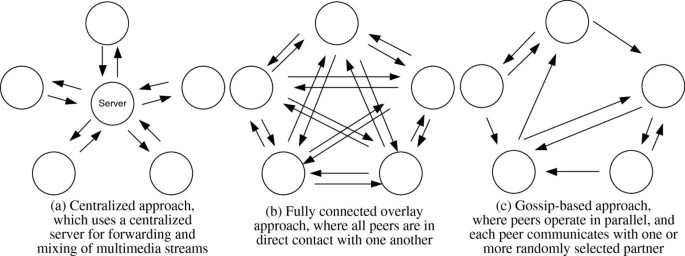 Server
(a) Centralized approach,
which uses a centralized
server for forwarding and
mixing of multimedia streams
(b) Fully connected overlay
approach, where all peers are in
direct contact with one another
(c) Gossip-based approach,
where peers operate in parallel, and
each peer communicates with one or
more randomly selected partner